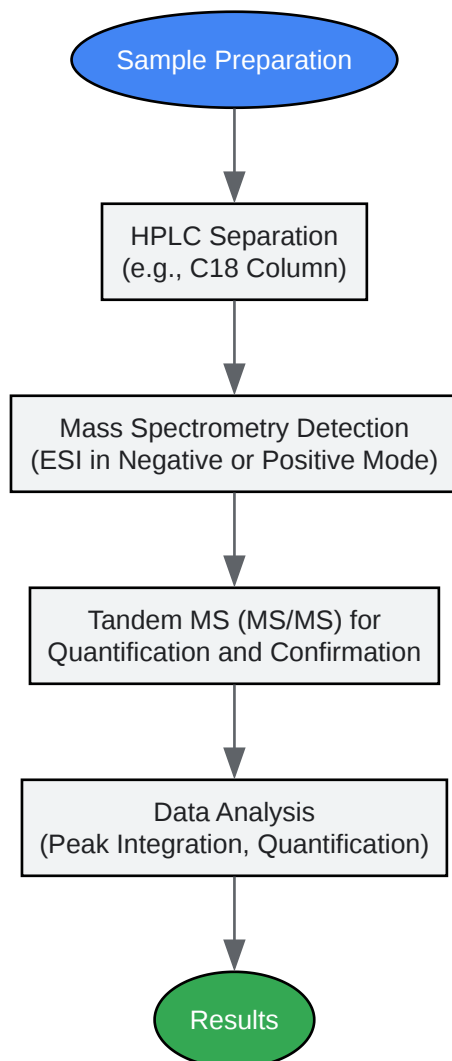 Sample Preparation
HPLC Separation
(e.g., C18 Column)
Mass Spectrometry Detection
(ESI in Negative or Positive Mode)
Tandem MS (MS/MS) for
Quantification and Confirmation
Data Analysis
(Peak Integration, Quantification)
Results